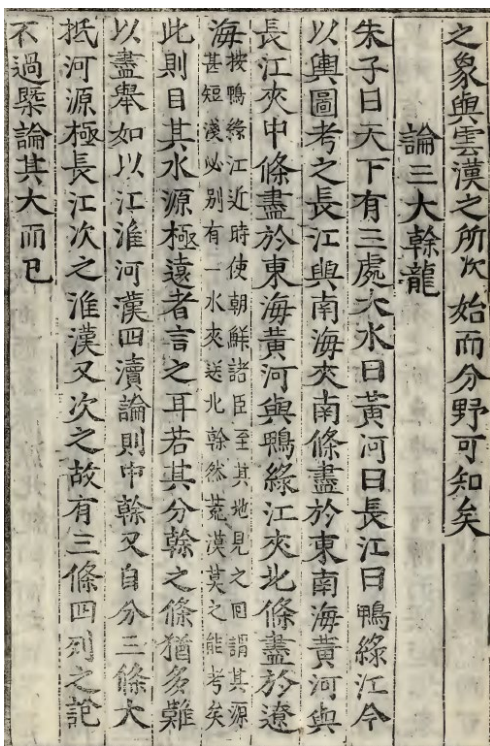 之象與雲漢之所次始而分野可知矣
論三大幹龍
朱子曰天下有三處大水曰黃河曰長江曰鴨綠江今
以輿圖考之長江與南海夾南條盡於東南海黃河與
長江夾中條盡於東海黃河與鴨綠江夾北條盡於遼
海按鴨綠江近時使朝鮮諸臣至其地見之回謂其源
甚短淺必別有一水夾送北幹然荒漠莫之能考矣
此則目其水源極遠者言之耳若其分幹之條猶多難
以盡舉如以江淮河漢四瀆論則中幹又自分三條大
抵河源極長江次之淮漢又次之故有三條四列之說
不過槩論其大而已